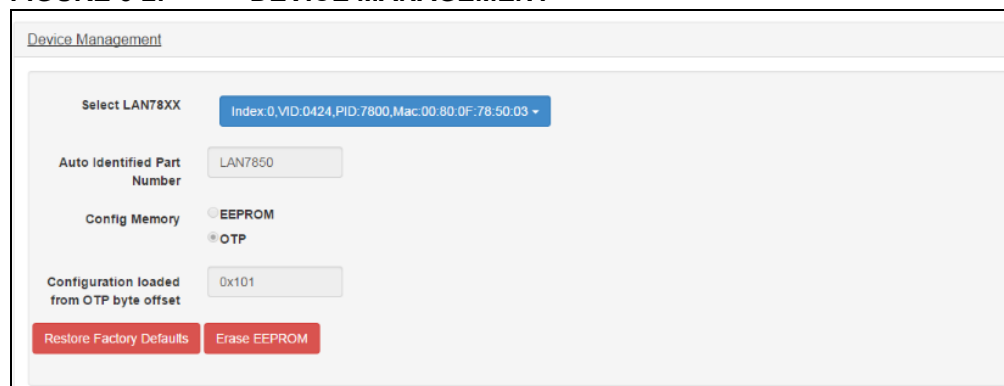 Device Management
Select LAN78XX
Index:0,VID:0424,PID:7800,Mac:00:80:0F:78:50:03
Auto Identified Part
Number
LAN7850
Config Memory
EEPROM
OTP
Configuration loaded
from OTP byte offset
0x101
Restore Factory Defaults
Erase EEPROM